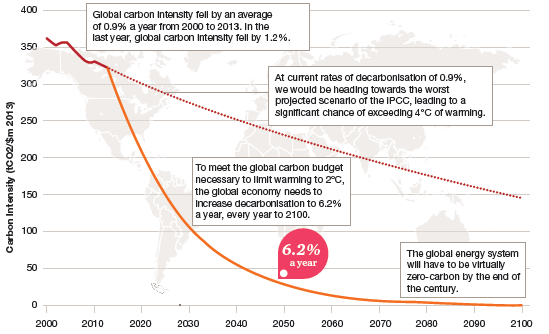 Global carbon intensity fell by an average
of 0.9% a year from 2000 to 2013. In the
last year, global carbon intensity fell by 1.2%.
At current rates of decarbonisation of 0.9%,
we would be heading towards the worst
projected scenario of the IPCC, leading to a
significant chance of exceeding 4°C of warming.
To meet the global carbon budget
necessary to limit warming to 2ºC,
the global economy needs to
increase decarbonisation to 6.2%
a year, every year to 2100.
6.2%
a year
The global energy system
will have to be virtually
zero-carbon by the end of
the century.
Carbon Intensity (tCO2/$m 2013)
400
350
300
250
200
150
100
50
0
2000 2010 2020 2030 2040 2050 2060 2070 2080 2090 2100